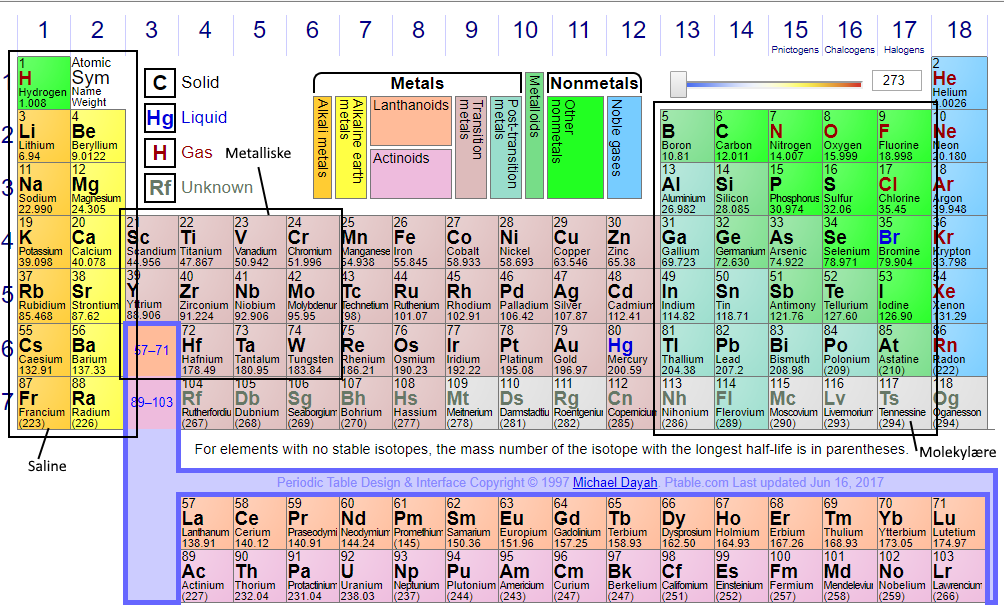 1 2 3 4 5 6 7 8 9 10 11 12 13 14 15 16 17 18
Pnictogens Chalcogens Halogens
1 H Hydrogen 1.008
Atomic Sym Name Weight
C Solid
Hg Liquid
H Gas
Rf Unknown
Metals
Nonmetals
Alkali metals
Alkaline earth metals
Lanthanoids
Actinoids
Transition metals
Post-transition metals
Metalloids
Other nonmetals
Noble gases
273
2 He Helium 4.0026
Metalliske
2
3 Li Lithium 6.94
4 Be Beryllium 9.0122
5 B Boron 10.81
6 C Carbon 12.011
7 N Nitrogen 14.007
8 O Oxygen 15.999
9 F Fluorine 18.998
10 Ne Neon 20.180
3
11 Na Sodium 22.990
12 Mg Magnesium 24.305
13 Al Aluminium 26.982
14 Si Silicon 28.085
15 P Phosphorus 30.974
16 S Sulfur 32.06
17 Cl Chlorine 35.45
18 Ar Argon 39.948
4
19 K Potassium 39.098
20 Ca Calcium 40.078
21 Sc Scandium 44.956
22 Ti Titanium 47.867
23 V Vanadium 50.942
24 Cr Chromium 51.996
25 Mn Manganese 54.938
26 Fe Iron 55.845
27 Co Cobalt 58.933
28 Ni Nickel 58.693
29 Cu Copper 63.546
30 Zn Zinc 65.38
31 Ga Gallium 69.723
32 Ge Germanium 72.630
33 As Arsenic 74.922
34 Se Selenium 78.971
35 Br Bromine 79.904
36 Kr Krypton 83.798
5
37 Rb Rubidium 85.468
38 Sr Strontium 87.62
39 Y Yttrium 88.906
40 Zr Zirconium 91.224
41 Nb Niobium 92.906
42 Mo Molybdenum 95.95
43 Tc Technetium (98)
44 Ru Ruthenium 101.07
45 Rh Rhodium 102.91
46 Pd Palladium 106.42
47 Ag Silver 107.87
48 Cd Cadmium 112.41
49 In Indium 114.82
50 Sn Tin 118.71
51 Sb Antimony 121.76
52 Te Tellurium 127.60
53 I Iodine 126.90
54 Xe Xenon 131.29
6
55 Cs Caesium 132.91
56 Ba Barium 137.33
57–71
72 Hf Hafnium 178.49
73 Ta Tantalum 180.95
74 W Tungsten 183.84
75 Re Rhenium 186.21
76 Os Osmium 190.23
77 Ir Iridium 192.22
78 Pt Platinum 195.08
79 Au Gold 196.97
80 Hg Mercury 200.59
81 Tl Thallium 204.38
82 Pb Lead 207.2
83 Bi Bismuth 208.98
84 Po Polonium (209)
85 At Astatine (210)
86 Rn Radon (222)
7
87 Fr Francium (223)
88 Ra Radium (226)
89–103
104 Rf Rutherfordiu (267)
105 Db Dubnium (268)
106 Sg Seaborgium (269)
107 Bh Bohrium (270)
108 Hs Hassium (277)
109 Mt Meitnerium (278)
110 Ds Darmstadtiu (281)
111 Rg Roentgeniu (282)
112 Cn Copernicium (285)
113 Nh Nihonium (286)
114 Fl Flerovium (289)
115 Mc Moscovium (290)
116 Lv Livermorium (293)
117 Ts Tennessine (294)
118 Og Oganesson (294)
For elements with no stable isotopes, the mass number of the isotope with the longest half-life is in parentheses.
Molekylære
Saline
Periodic Table Design & Interface Copyright © 1997 Michael Dayah. Ptable.com Last updated Jun 16, 2017
57 La Lanthanum 138.91
58 Ce Cerium 140.12
59 Pr Praseodymi 140.91
60 Nd Neodymium 144.24
61 Pm Promethium (145)
62 Sm Samarium 150.36
63 Eu Europium 151.96
64 Gd Gadolinium 157.25
65 Tb Terbium 158.93
66 Dy Dysprosium 162.50
67 Ho Holmium 164.93
68 Er Erbium 167.26
69 Tm Thulium 168.93
70 Yb Ytterbium 173.05
71 Lu Lutetium 174.97
89 Ac Actinium (227)
90 Th Thorium 232.04
91 Pa Protactinium 231.04
92 U Uranium 238.03
93 Np Neptunium (237)
94 Pu Plutonium (244)
95 Am Americium (243)
96 Cm Curium (247)
97 Bk Berkelium (247)
98 Cf Californium (251)
99 Es Einsteinium (252)
100 Fm Fermium (257)
101 Md Mendeleviu (258)
102 No Nobelium (259)
103 Lr Lawrencium (266)